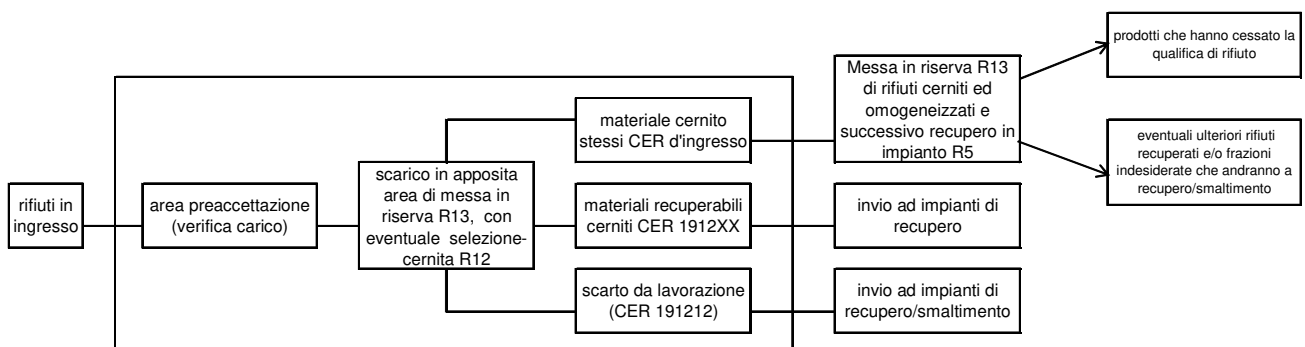 rifiuti in
ingresso
area preaccettazione
(verifica carico)
scarico in apposita
area di messa in
riserva R13, con
eventuale selezione-
cernita R12
materiale cernito
stessi CER d'ingresso
materiali recuperabili
cerniti CER 1912XX
scarto da lavorazione
(CER 191212)
Messa in riserva R13
di rifiuti cerniti ed
omogeneizzati e
successivo recupero in
impianto R5
invio ad impianti di
recupero
invio ad impianti di
recupero/smaltimento
prodotti che hanno cessato la
qualifica di rifiuto
eventuali ulteriori rifiuti
recuperati e/o frazioni
indesiderate che andranno a
recupero/smaltimento